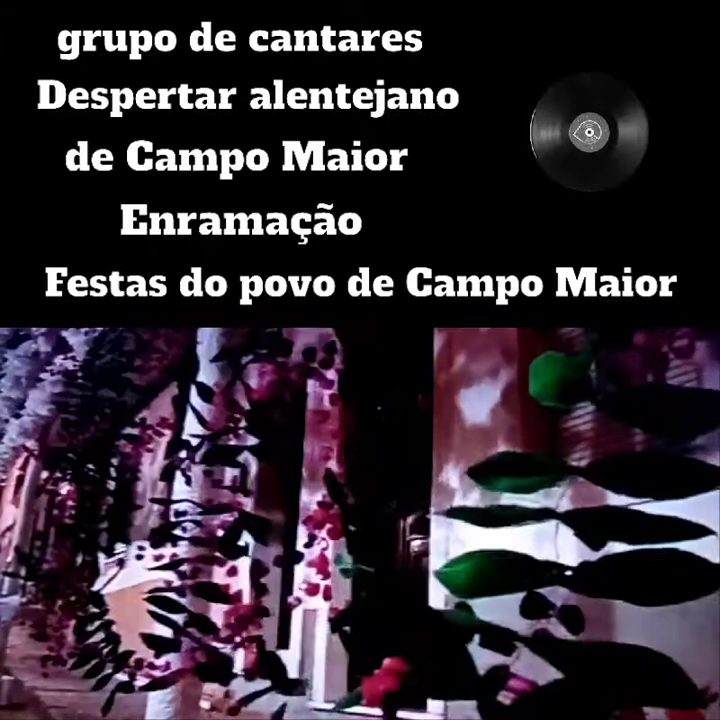 grupo de cantares
Despertar alentejano
de Campo Maior
Enramação
Festas do povo de Campo Maior